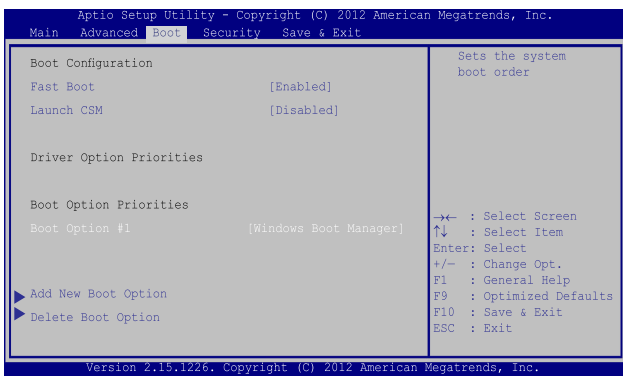 Aptio Setup Utility - Copyright (C) 2012 American Megatrends, Inc.
Main Advanced Boot Security Save & Exit
Boot Configuration
Fast Boot [Enabled]
Launch CSM [Disabled]
Driver Option Priorities
Boot Option Priorities
Boot Option #1 [Windows Boot Manager]
Add New Boot Option
Delete Boot Option
Sets the system
boot order
→← : Select Screen
↑↓ : Select Item
Enter: Select
+/— : Change Opt.
F1 : General Help
F9 : Optimized Defaults
F10 : Save & Exit
ESC : Exit
Version 2.15.1226. Copyright (C) 2012 American Megatrends, Inc.